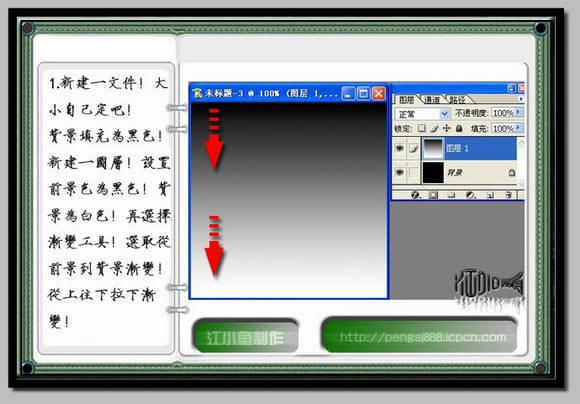 1.新建一文件！大
小自己定吧！
背景填充為黑色！
新建一圖層！設置
前景色為黑色！背
景為白色！再選擇
漸變工具！選取從
前景到背景漸變！
從上往下拉下漸
變！
未标题-3 @ 100% (图层 1,...
图层 通道 路径
正常 不透明度: 100%
锁定: 填充: 100%
图层 1
背景
江小鱼制作
http://pengsj888.icpcn.com